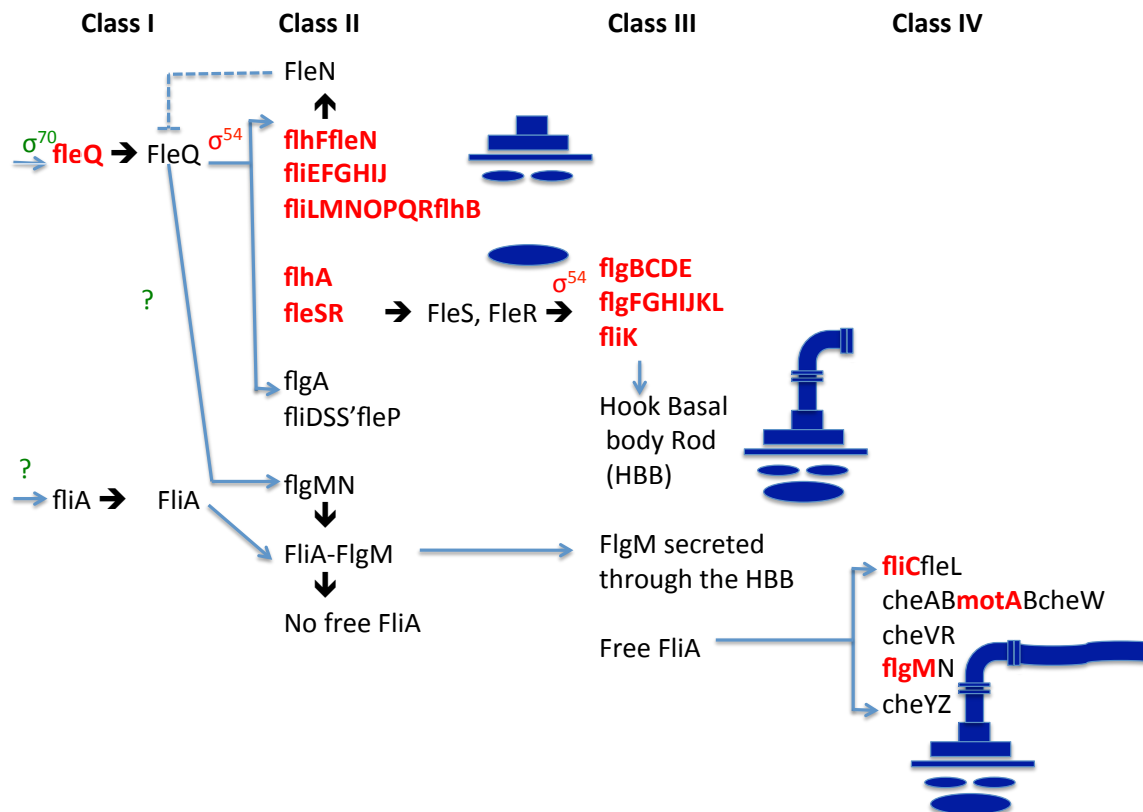 Class I
Class II
Class III
Class IV
FleN
σ⁷⁰
fleQ
FleQ
σ⁵⁴
flhFfleN
fliEFGHIJ
fliLMNOPQRflhB
flhA
fleSR
FleS, FleR
σ⁵⁴
flgBCDE
flgFGHIJKL
fliK
?
flgA
fliDSS’fleP
Hook Basal
body Rod
(HBB)
?
fliA
FliA
flgMN
FliA-FlgM
No free FliA
FlgM secreted
through the HBB
Free FliA
fliCfleL
cheABmotABcheW
cheVR
flgMN
cheYZ